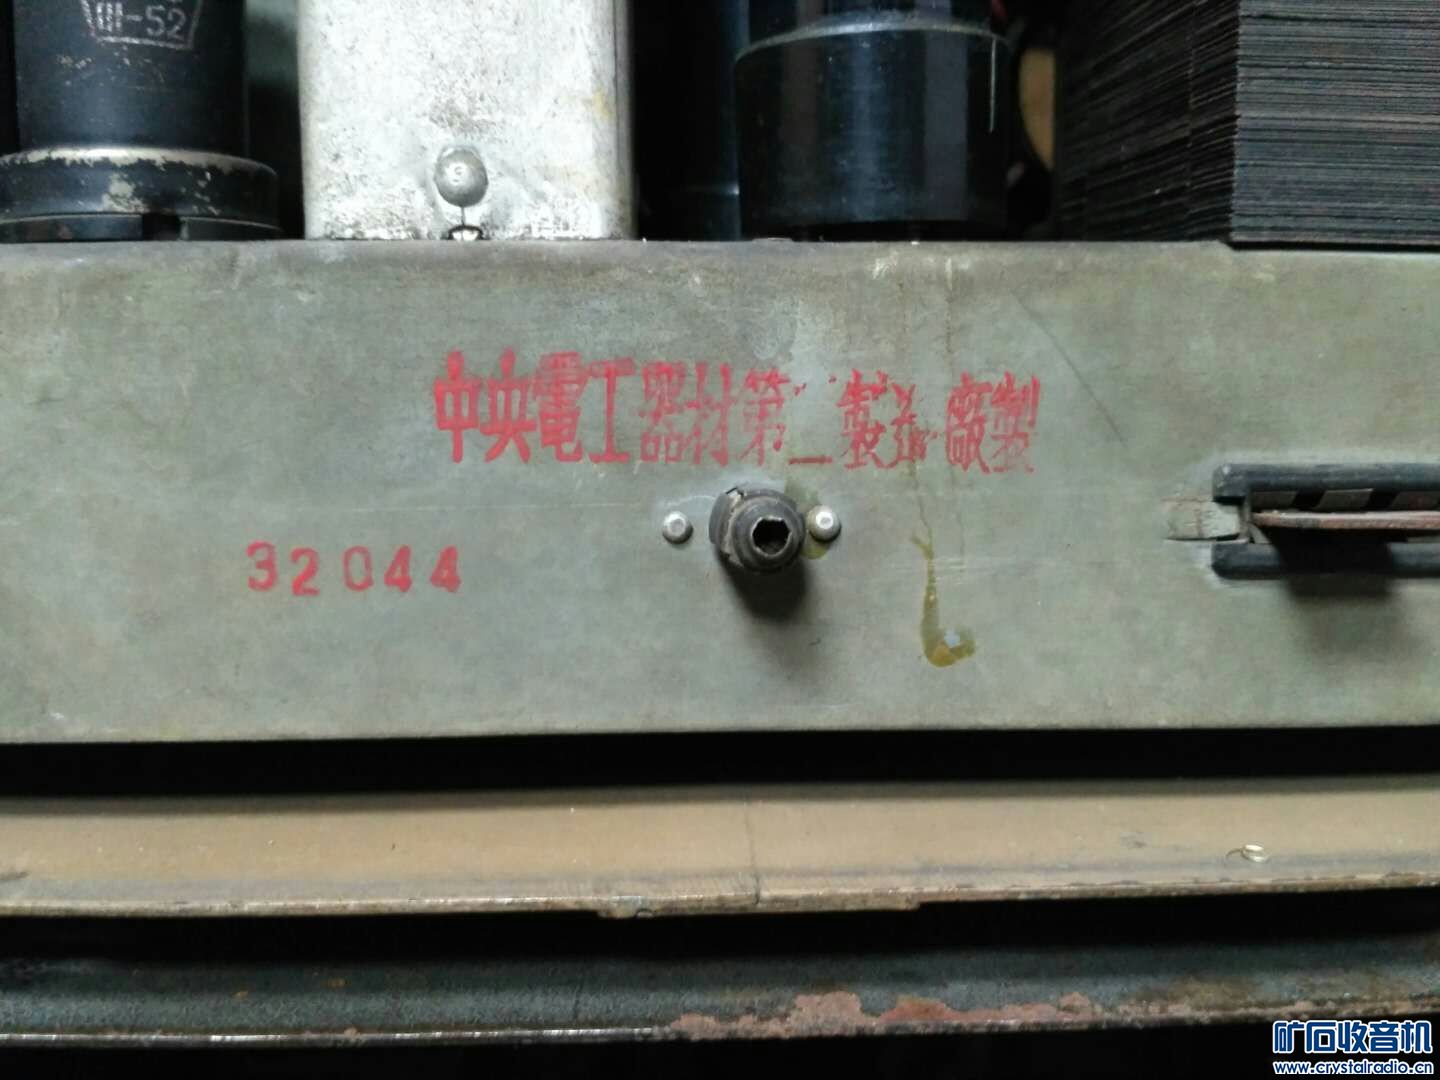 III-52
中央電工器材第二製造廠製
32044
矿石收音机
www.crystalradio.cn